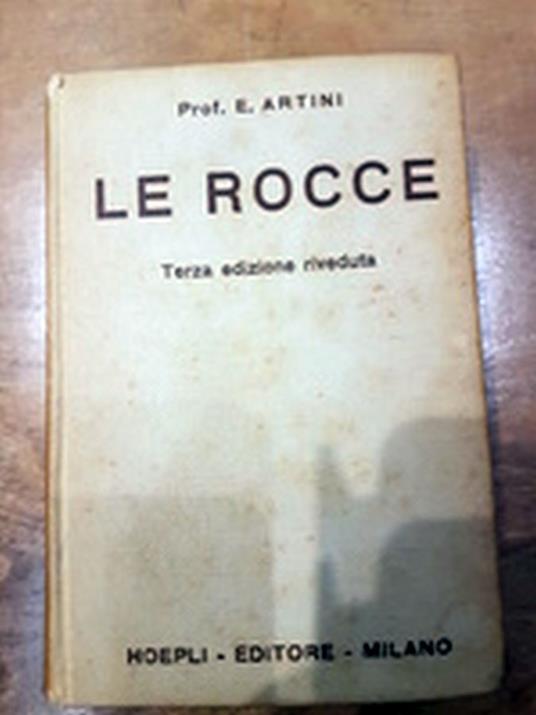 Prof. E. ARTINI
LE ROCCE
Terza edizione riveduta
HOEPLI - EDITORE - MILANO